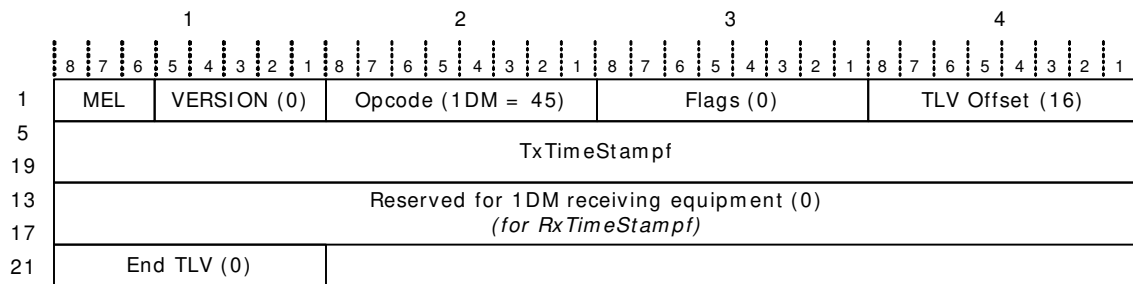 1 2 3 4
8 7 6 5 4 3 2 1 8 7 6 5 4 3 2 1 8 7 6 5 4 3 2 1 8 7 6 5 4 3 2 1
1 MEL VERSION (0) Opcode (1DM = 45) Flags (0) TLV Offset (16)
5
TxTimeStampf
19
13 Reserved for 1DM receiving equipment (0)
17 (for RxTimeStampf)
21 End TLV (0)